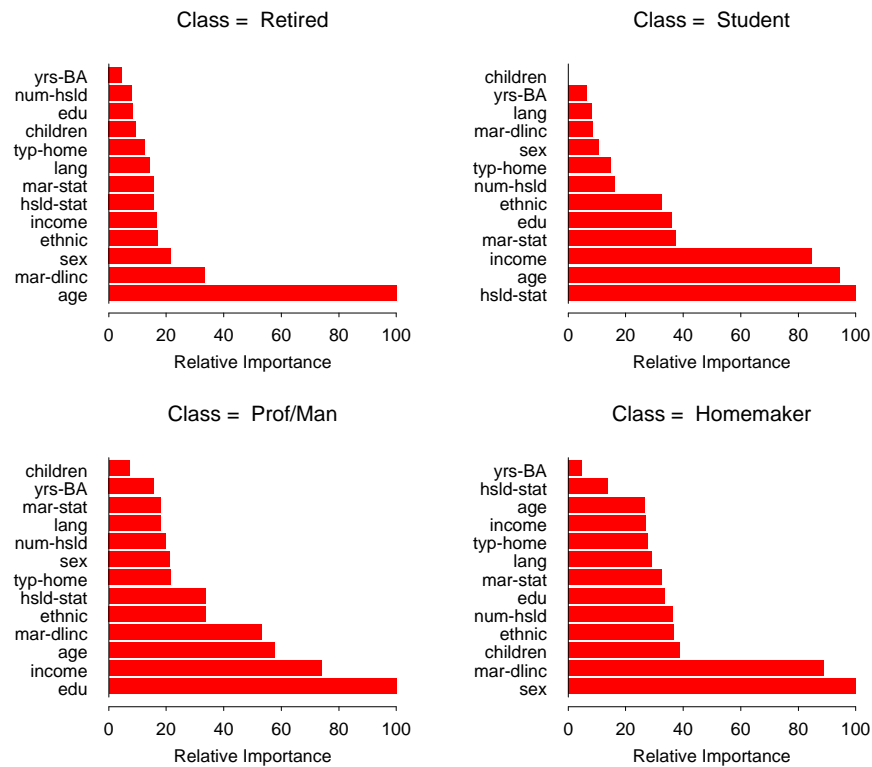 Class =  Retired
yrs-BA
num-hsld
edu
children
typ-home
lang
mar-stat
hsld-stat
income
ethnic
sex
mar-dlinc
age
0 20 40 60 80 100
Relative Importance
Class =  Student
children
yrs-BA
lang
mar-dlinc
sex
typ-home
num-hsld
ethnic
edu
mar-stat
income
age
hsld-stat
0 20 40 60 80 100
Relative Importance
Class =  Prof/Man
children
yrs-BA
mar-stat
lang
num-hsld
sex
typ-home
hsld-stat
ethnic
mar-dlinc
age
income
edu
0 20 40 60 80 100
Relative Importance
Class =  Homemaker
yrs-BA
hsld-stat
age
income
typ-home
lang
mar-stat
edu
num-hsld
ethnic
children
mar-dlinc
sex
0 20 40 60 80 100
Relative Importance